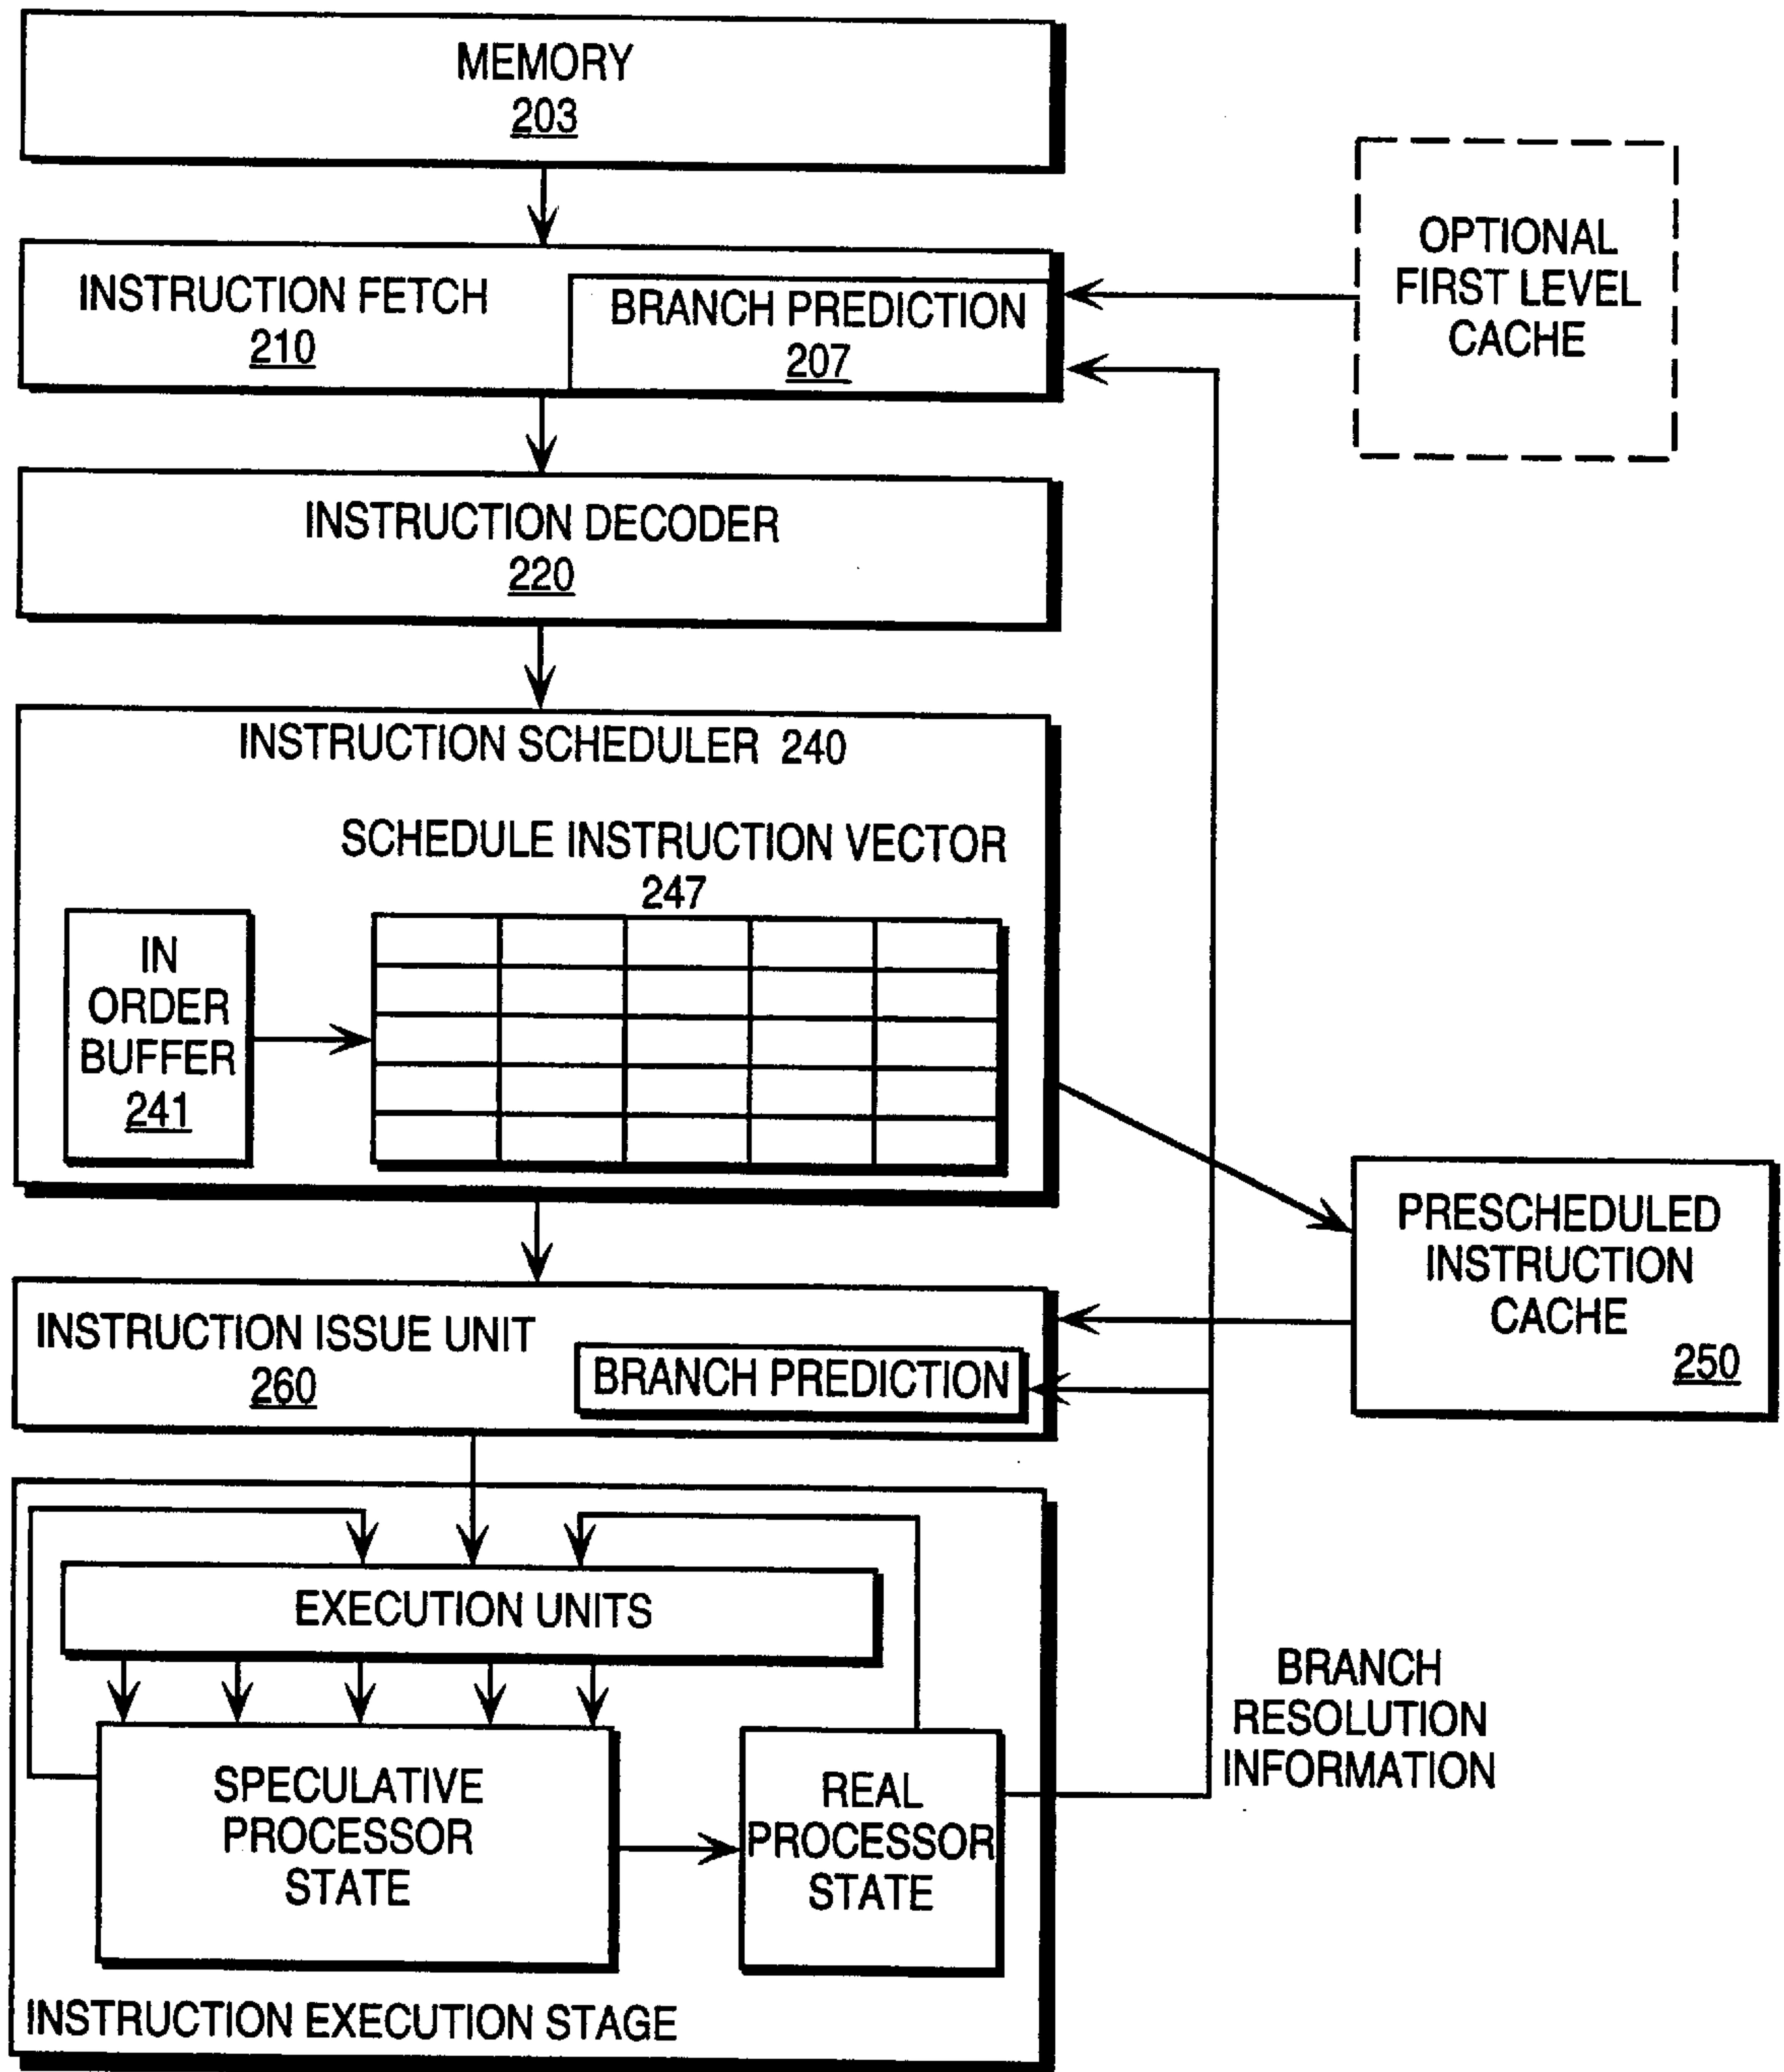 MEMORY
203
OPTIONAL
FIRST LEVEL
CACHE
INSTRUCTION FETCH
210
BRANCH PREDICTION
207
INSTRUCTION DECODER
220
INSTRUCTION SCHEDULER 240
SCHEDULE INSTRUCTION VECTOR
247
IN
ORDER
BUFFER
241
PRESCHEDULED
INSTRUCTION
CACHE
250
INSTRUCTION ISSUE UNIT
260
BRANCH PREDICTION
EXECUTION UNITS
SPECULATIVE
PROCESSOR
STATE
REAL
PROCESSOR
STATE
BRANCH
RESOLUTION
INFORMATION
INSTRUCTION EXECUTION STAGE